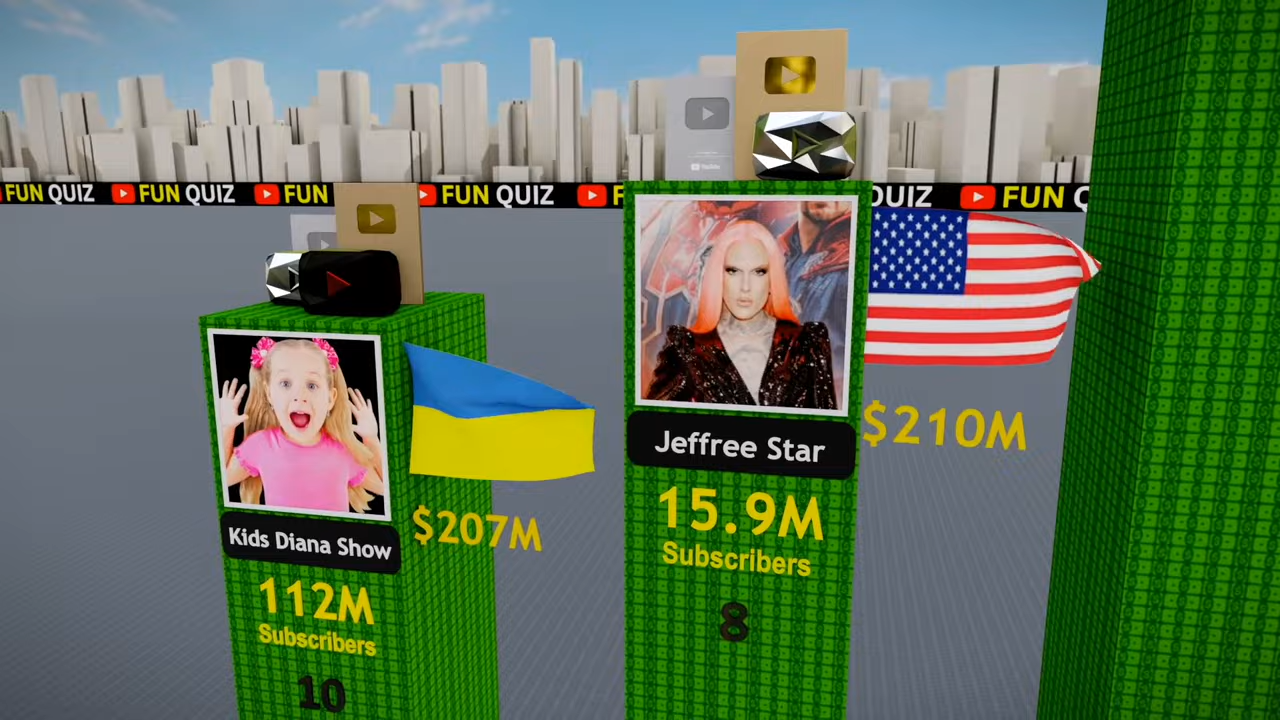 FUN QUIZ FUN QUIZ FUN FUN QUIZ F QUIZ FUN Q
Kids Diana Show
$207M
112M
Subscribers
10
Jeffree Star
$210M
15.9M
Subscribers
8